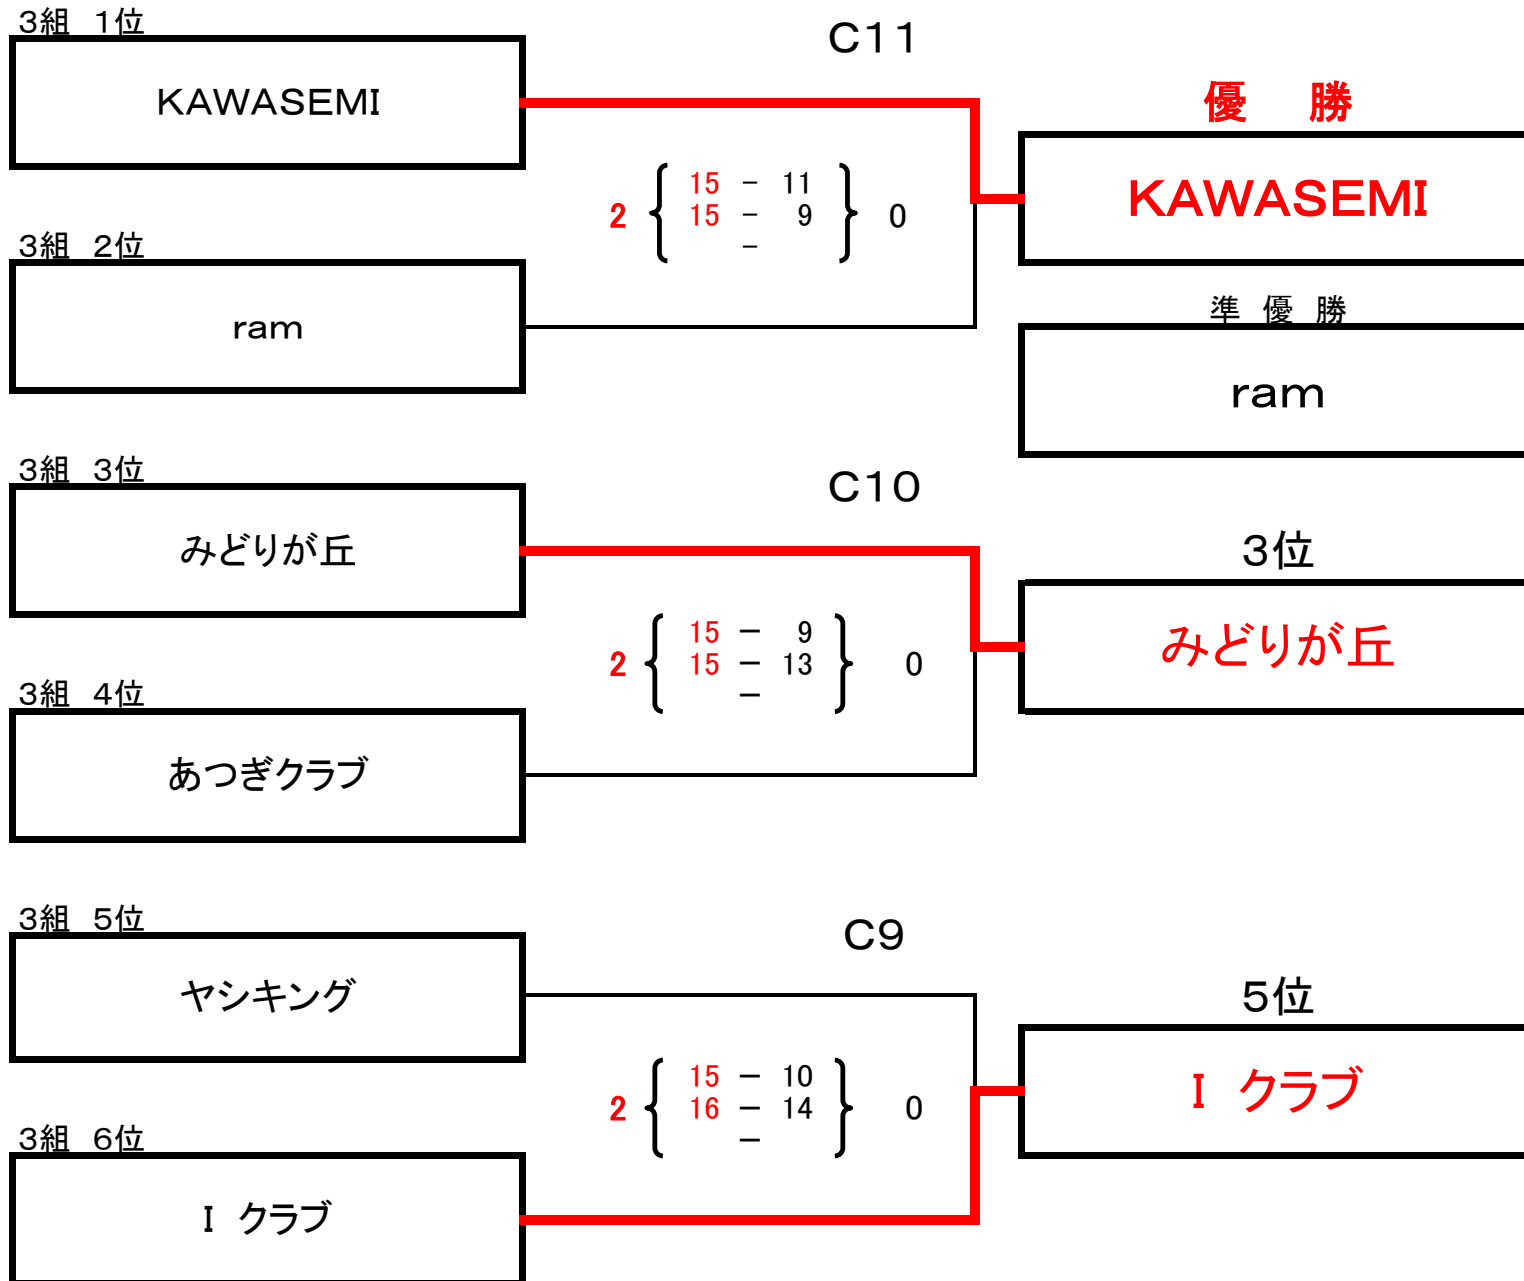 3組 1位
C11
KAWASEMI
優 勝
KAWASEMI
15 - 11
2 { 15 - 9 } 0
-
3組 2位
ram
準 優 勝
ram
3組 3位
C10
みどりが丘
3位
みどりが丘
15 - 9
2 { 15 - 13 } 0
-
3組 4位
あつぎクラブ
3組 5位
C9
ヤシキング
5位
I クラブ
15 - 10
2 { 16 - 14 } 0
-
3組 6位
I クラブ